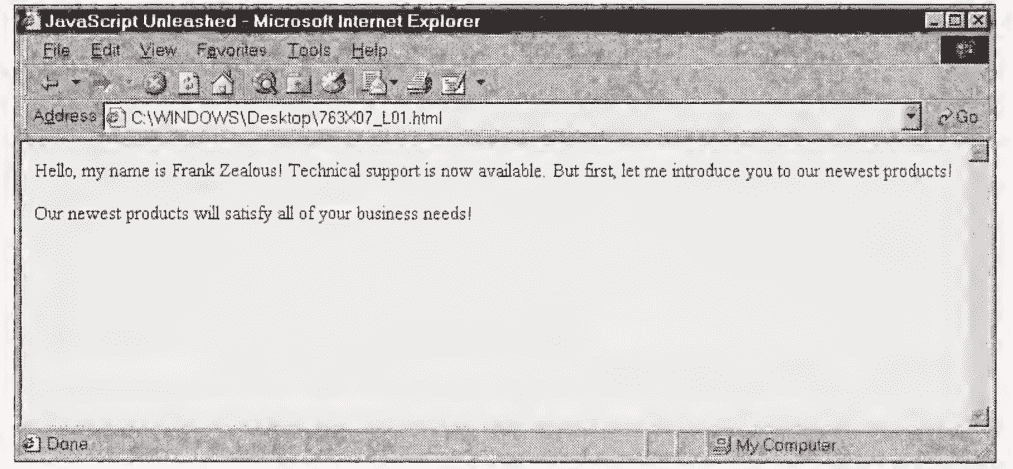 JavaScript Unleashed - Microsoft Internet Explorer
File Edit View Favorites Tools Help
Address C:\WINDOWS\Desktop\763X07_L01.html Go
Hello, my name is Frank Zealous! Technical support is now available. But first, let me introduce you to our newest products!
Our newest products will satisfy all of your business needs!
Done My Computer